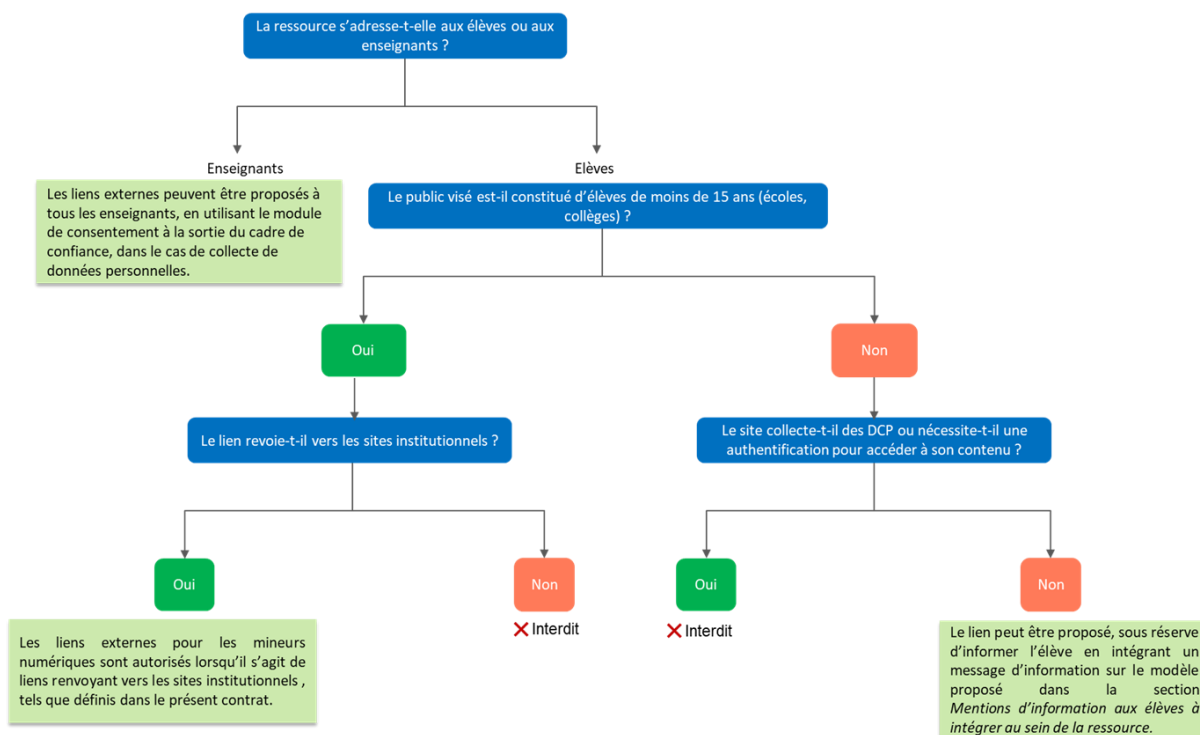 La ressource s’adresse-t-elle aux élèves ou aux
enseignants ?
Enseignants
Elèves
Les liens externes peuvent être proposés à
tous les enseignants, en utilisant le module
de consentement à la sortie du cadre de
confiance, dans le cas de collecte de
données personnelles.
Le public visé est-il constitué d’élèves de moins de 15 ans (écoles,
collèges) ?
Oui
Non
Le lien revoie-t-il vers les sites institutionnels ?
Le site collecte-t-il des DCP ou nécessite-t-il une
authentification pour accéder à son contenu ?
Oui
Non
Oui
Non
Interdit
Interdit
Les liens externes pour les mineurs
numériques sont autorisés lorsqu’il s’agit de
liens renvoyant vers les sites institutionnels ,
tels que définis dans le présent contrat.
Le lien peut être proposé, sous réserve
d’informer l’élève en intégrant un
message d’information sur le modèle
proposé dans la section
Mentions d’information aux élèves à
intégrer au sein de la ressource.